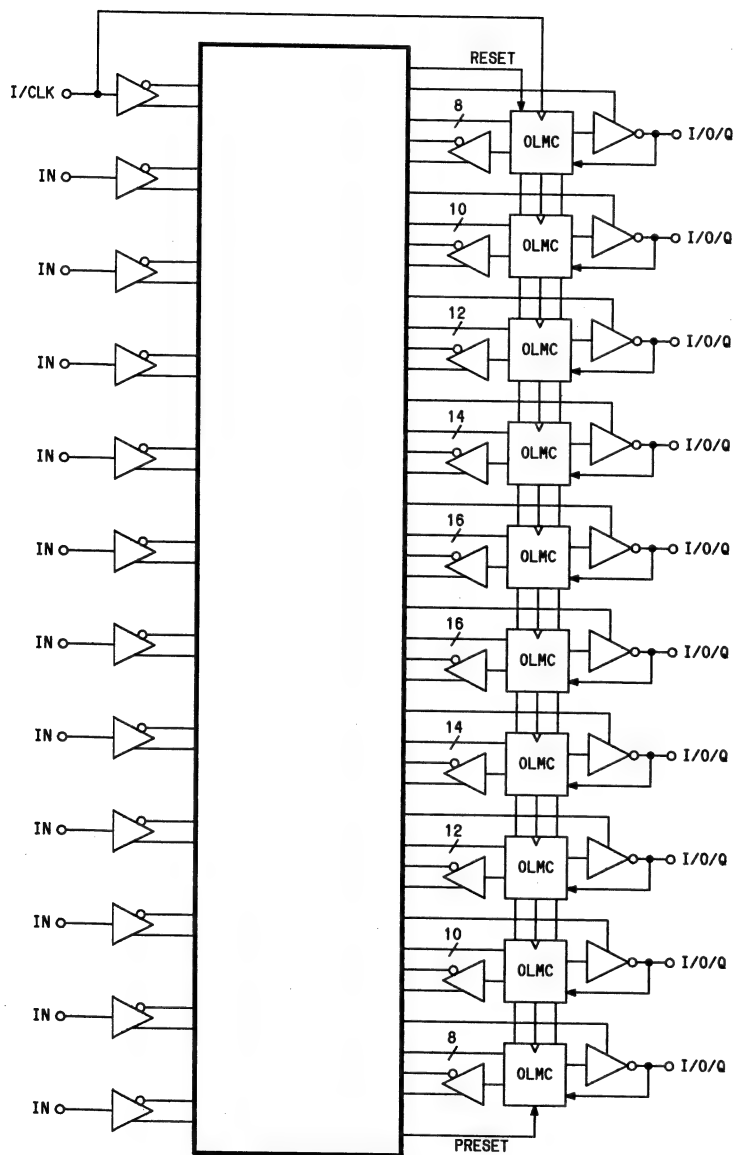 RESET
I/CLK
8
OLMC
I/O/Q
IN
10
OLMC
I/O/Q
IN
12
OLMC
I/O/Q
IN
14
OLMC
I/O/Q
IN
16
OLMC
I/O/Q
IN
16
OLMC
I/O/Q
IN
14
OLMC
I/O/Q
IN
12
OLMC
I/O/Q
IN
10
OLMC
I/O/Q
IN
8
OLMC
I/O/Q
IN
IN
PRESET